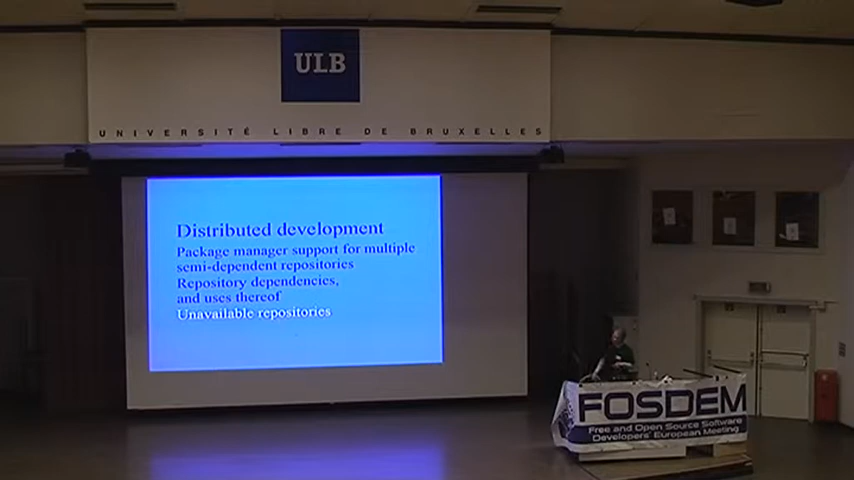 ULB
UNIVERSITÉ LIBRE DE BRUXELLES
Distributed development
Package manager support for multiple
semi-dependent repositories
Repository dependencies,
and uses thereof
Unavailable repositories
FOSDEM
Free and Open Source Software
Developers' European Meeting